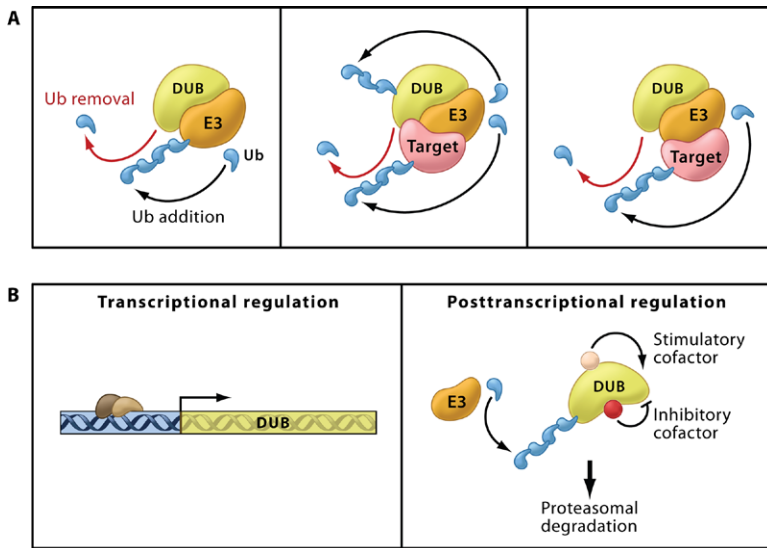 A
DUB
Ub removal
E3
Ub
Ub addition
DUB
E3
Target
DUB
E3
Target
B
Transcriptional regulation
DUB
Posttranscriptional regulation
Stimulatory
cofactor
DUB
E3
Inhibitory
cofactor
Proteasomal
degradation